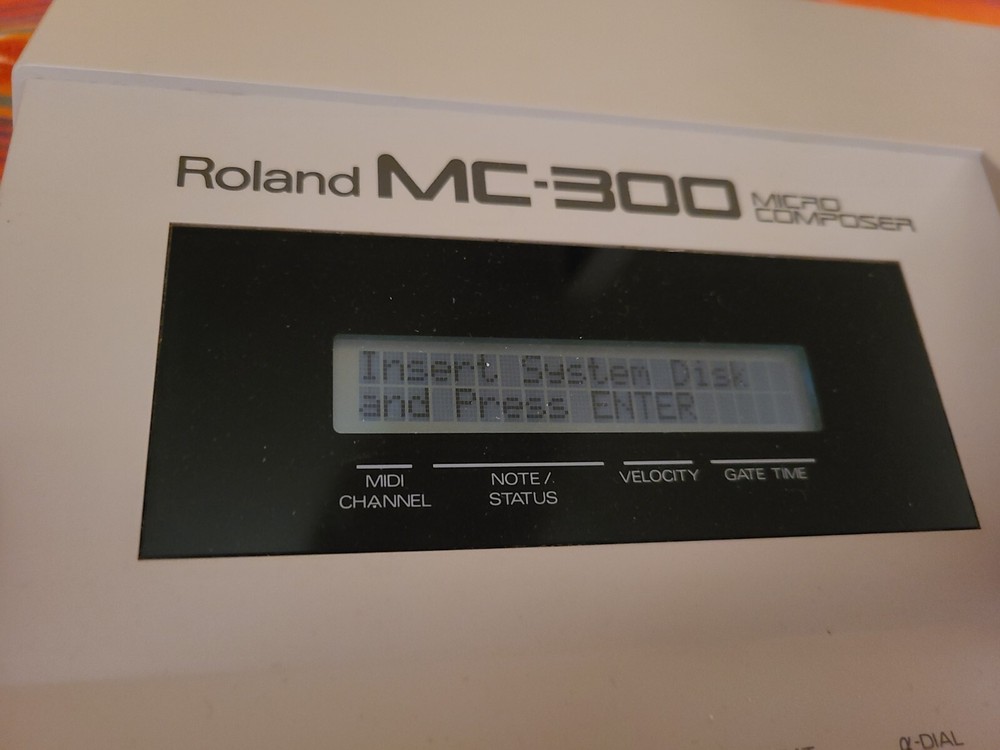 Roland MC-300 MICRO COMPOSER
Insert System Disk
and Press ENTER
MIDI CHANNEL
NOTE/ STATUS
VELOCITY
GATE TIME
α-DIAL